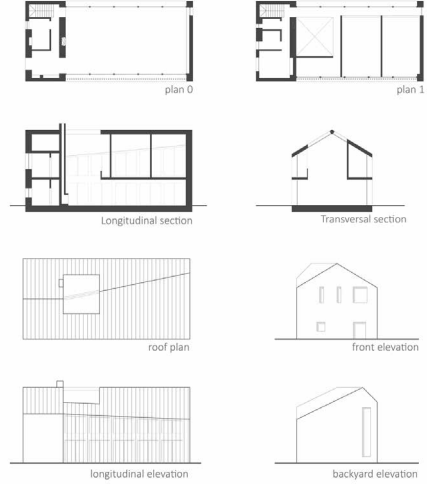 plan 0
plan 1
Longitudinal section
Transversal section
roof plan
front elevation
longitudinal elevation
backyard elevation